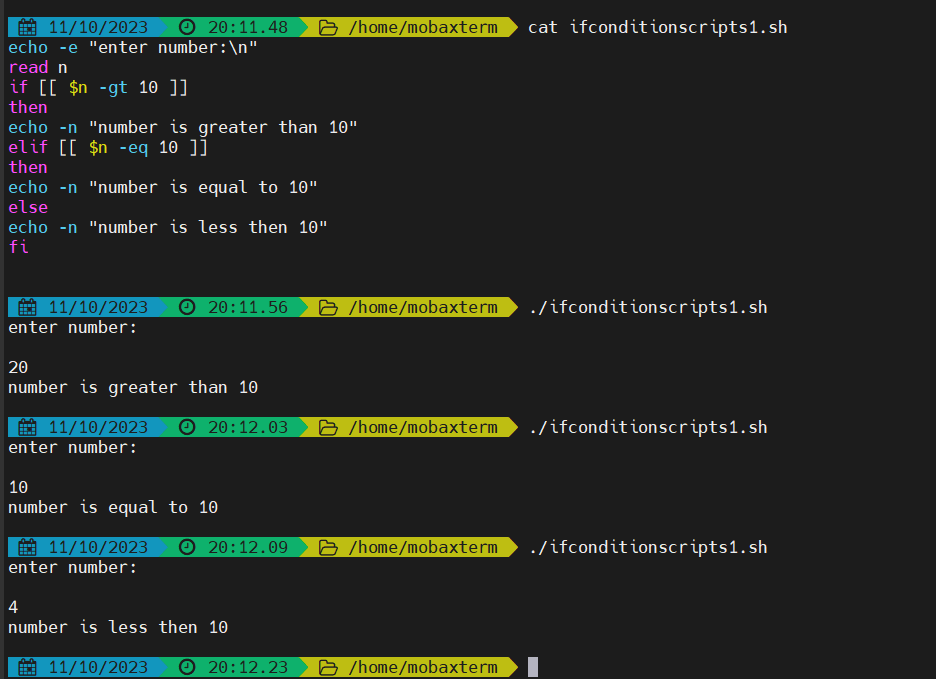 11/10/2023 20:11.48 /home/mobaxterm cat ifconditionscripts1.sh
echo -e "enter number:\n"
read n
if [[ $n -gt 10 ]]
then
echo -n "number is greater than 10"
elif [[ $n -eq 10 ]]
then
echo -n "number is equal to 10"
else
echo -n "number is less then 10"
fi
11/10/2023 20:11.56 /home/mobaxterm ./ifconditionscripts1.sh
enter number:
20
number is greater than 10
11/10/2023 20:12.03 /home/mobaxterm ./ifconditionscripts1.sh
enter number:
10
number is equal to 10
11/10/2023 20:12.09 /home/mobaxterm ./ifconditionscripts1.sh
enter number:
4
number is less then 10
11/10/2023 20:12.23 /home/mobaxterm